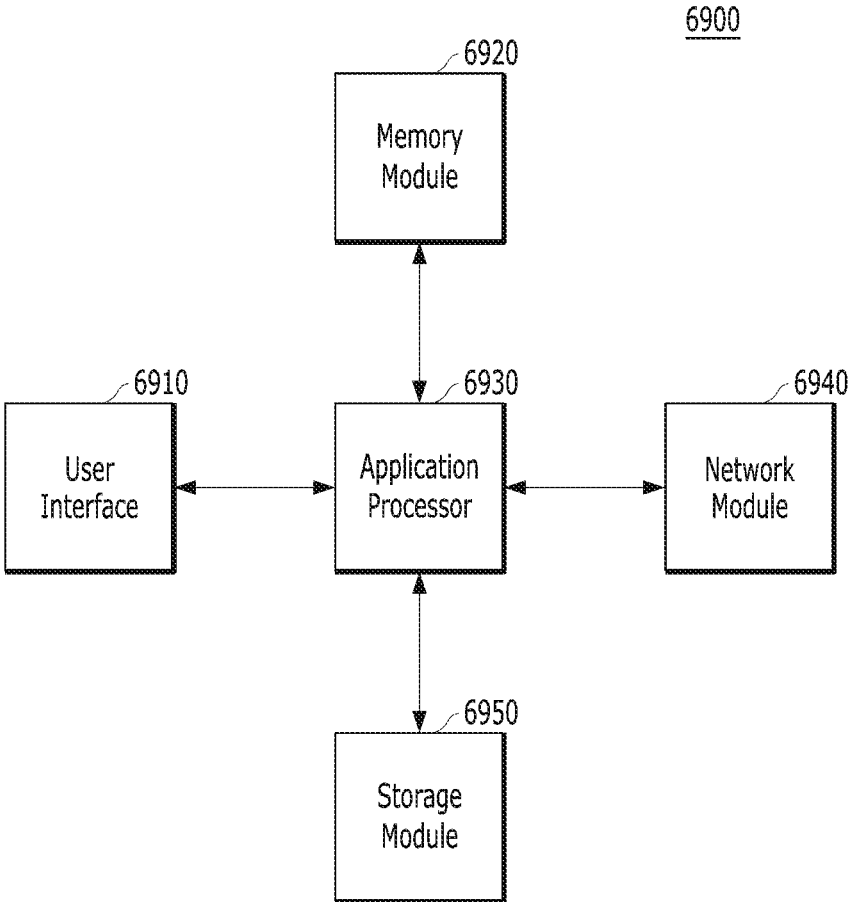 6900
6920
Memory
Module
6910
User
Interface
6930
Application
Processor
6940
Network
Module
6950
Storage
Module